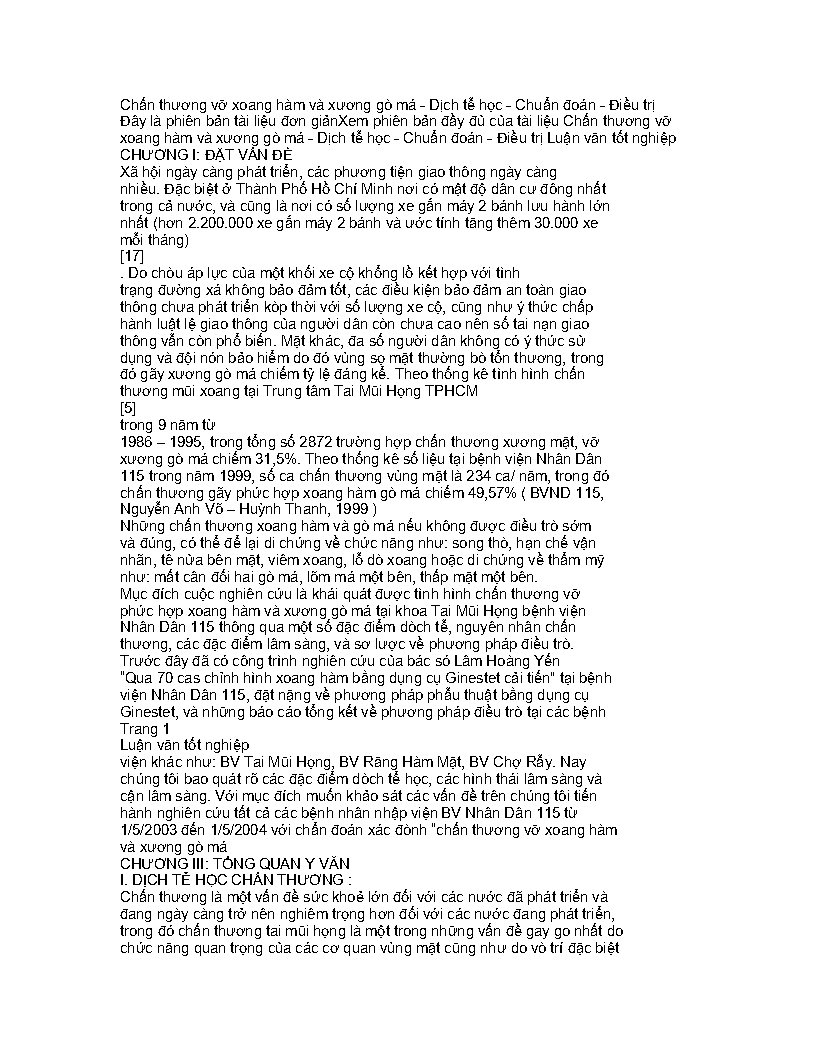 Chấn thương vỡ xoang hàm và xương gò má - Dịch tễ học - Chuẩn đoán - Điều trị
Đây là phiên bản tài liệu đơn giảnXem phiên bản đầy đủ của tài liệu Chấn thương vỡ
xoang hàm và xương gò má - Dịch tễ học - Chuẩn đoán - Điều trị Luận văn tốt nghiệp
CHƯƠNG I: ĐẶT VẤN ĐỀ
Xã hội ngày càng phát triển, các phương tiện giao thông ngày càng
nhiều. Đặc biệt ở Thành Phố Hồ Chí Minh nơi có mật độ dân cư đông nhất
trong cả nước, và cũng là nơi có số lượng xe gắn máy 2 bánh lưu hành lớn
nhất (hơn 2.200.000 xe gắn máy 2 bánh và ước tính tăng thêm 30.000 xe
mỗi tháng)
[17]
. Do chòu áp lực của một khối xe cộ khổng lồ kết hợp với tình
trạng đường xá không bảo đảm tốt, các điều kiện bảo đảm an toàn giao
thông chưa phát triển kòp thời với số lượng xe cộ, cũng như ý thức chấp
hành luật lệ giao thông của người dân còn chưa cao nên số tai nạn giao
thông vẫn còn phổ biến. Mặt khác, đa số người dân không có ý thức sử
dụng và đội nón bảo hiểm do đó vùng sọ mặt thường bò tổn thương, trong
đó gãy xương gò má chiếm tỷ lệ đáng kể. Theo thống kê tình hình chấn
thương mũi xoang tại Trung tâm Tai Mũi Họng TPHCM
[5]
trong 9 năm từ
1986 – 1995, trong tổng số 2872 trường hợp chấn thương xương mặt, vỡ
xương gò má chiếm 31,5%. Theo thống kê số liệu tại bệnh viện Nhân Dân
115 trong năm 1999, số ca chấn thương vùng mặt là 234 ca/ năm, trong đó
chấn thương gãy phức hợp xoang hàm gò má chiếm 49,57% ( BVND 115,
Nguyễn Anh Võ – Huỳnh Thanh, 1999 )
Những chấn thương xoang hàm và gò má nếu không được điều trò sớm
và đúng, có thể để lại di chứng về chức năng như: song thò, hạn chế vận
nhãn, tê nửa bên mặt, viêm xoang, lỗ dò xoang hoặc di chứng về thẩm mỹ
như: mất cân đối hai gò má, lõm má một bên, thấp mặt một bên.
Mục đích cuộc nghiên cứu là khái quát được tình hình chấn thương vỡ
phức hợp xoang hàm và xương gò má tại khoa Tai Mũi Họng bệnh viện
Nhân Dân 115 thông qua một số đặc điểm dòch tễ, nguyên nhân chấn
thương, các đặc điểm lâm sàng, và sơ lược về phương pháp điều trò.
Trước đây đã có công trình nghiên cứu của bác só Lâm Hoàng Yến
"Qua 70 cas chỉnh hình xoang hàm bằng dụng cụ Ginestet cải tiến" tại bệnh
viện Nhân Dân 115, đặt nặng về phương pháp phẫu thuật bằng dụng cụ
Ginestet, và những báo cáo tổng kết về phương pháp điều trò tại các bệnh
Trang 1
Luận văn tốt nghiệp
viện khác như: BV Tai Mũi Họng, BV Răng Hàm Mặt, BV Chợ Rẫy. Nay
chúng tôi bao quát rõ các đặc điểm dòch tể học, các hình thái lâm sàng và
cận lâm sàng. Với mục đích muốn khảo sát các vấn đề trên chúng tôi tiến
hành nghiên cứu tất cả các bệnh nhân nhập viện BV Nhân Dân 115 từ
1/5/2003 đến 1/5/2004 với chẩn đoán xác đònh "chấn thương vỡ xoang hàm
và xương gò má
CHƯƠNG III: TỔNG QUAN Y VĂN
I. DỊCH TỄ HỌC CHẤN THƯƠNG :
Chấn thương là một vấn đề sức khoẻ lớn đối với các nước đã phát triển và
đang ngày càng trở nên nghiêm trọng hơn đối với các nước đang phát triển,
trong đó chấn thương tai mũi họng là một trong những vấn đề gay go nhất do
chức năng quan trọng của các cơ quan vùng mặt cũng như do vò trí đặc biệt